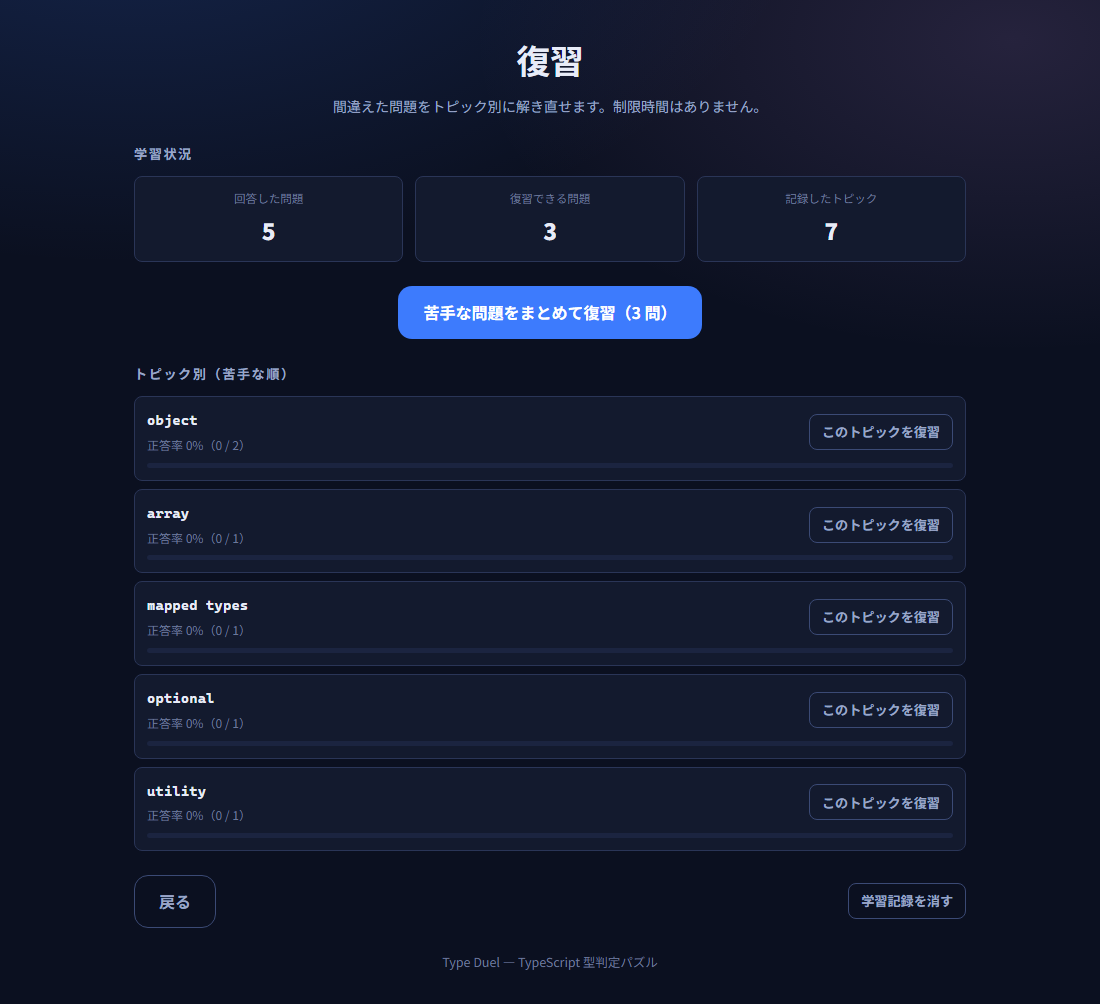 復習
間違えた問題をトピック別に解き直せます。制限時間はありません。
学習状況
回答した問題
5
復習できる問題
3
記録したトピック
7
苦手な問題をまとめて復習（3 問）
トピック別（苦手な順）
object
正答率 0%（0 / 2）
このトピックを復習
array
正答率 0%（0 / 1）
このトピックを復習
mapped types
正答率 0%（0 / 1）
このトピックを復習
optional
正答率 0%（0 / 1）
このトピックを復習
utility
正答率 0%（0 / 1）
このトピックを復習
戻る
学習記録を消す
Type Duel — TypeScript 型判定パズル